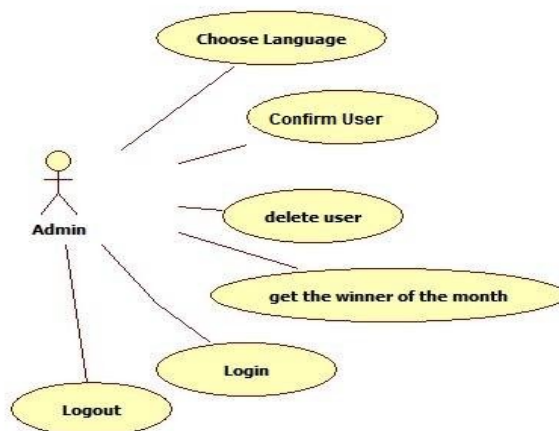 Choose Language
Confirm User
delete user
Admin
get the winner of the month
Login
Logout